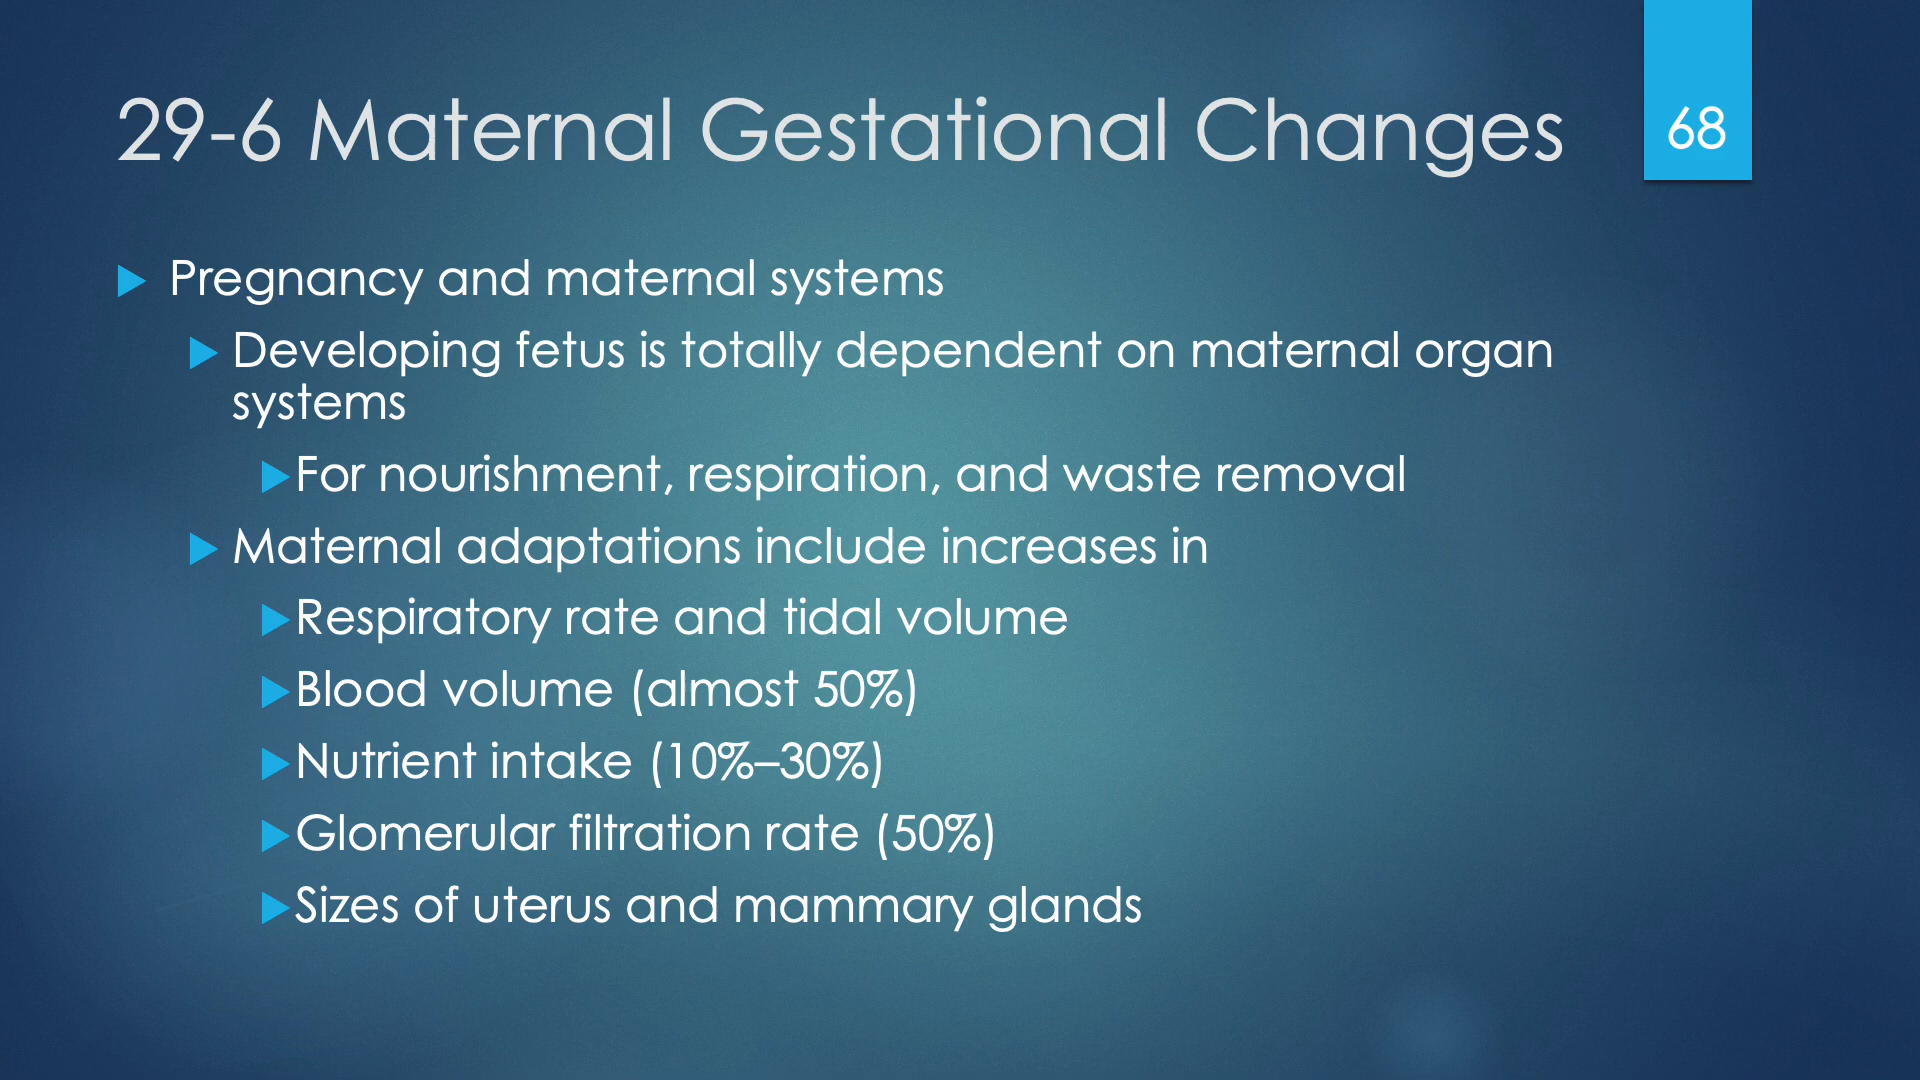 29-6 Maternal Gestational Changes
68
Pregnancy and maternal systems
Developing fetus is totally dependent on maternal organ
systems
For nourishment, respiration, and waste removal
Maternal adaptations include increases in
Respiratory rate and tidal volume
Blood volume (almost 50%)
Nutrient intake (10%–30%)
Glomerular filtration rate (50%)
Sizes of uterus and mammary glands